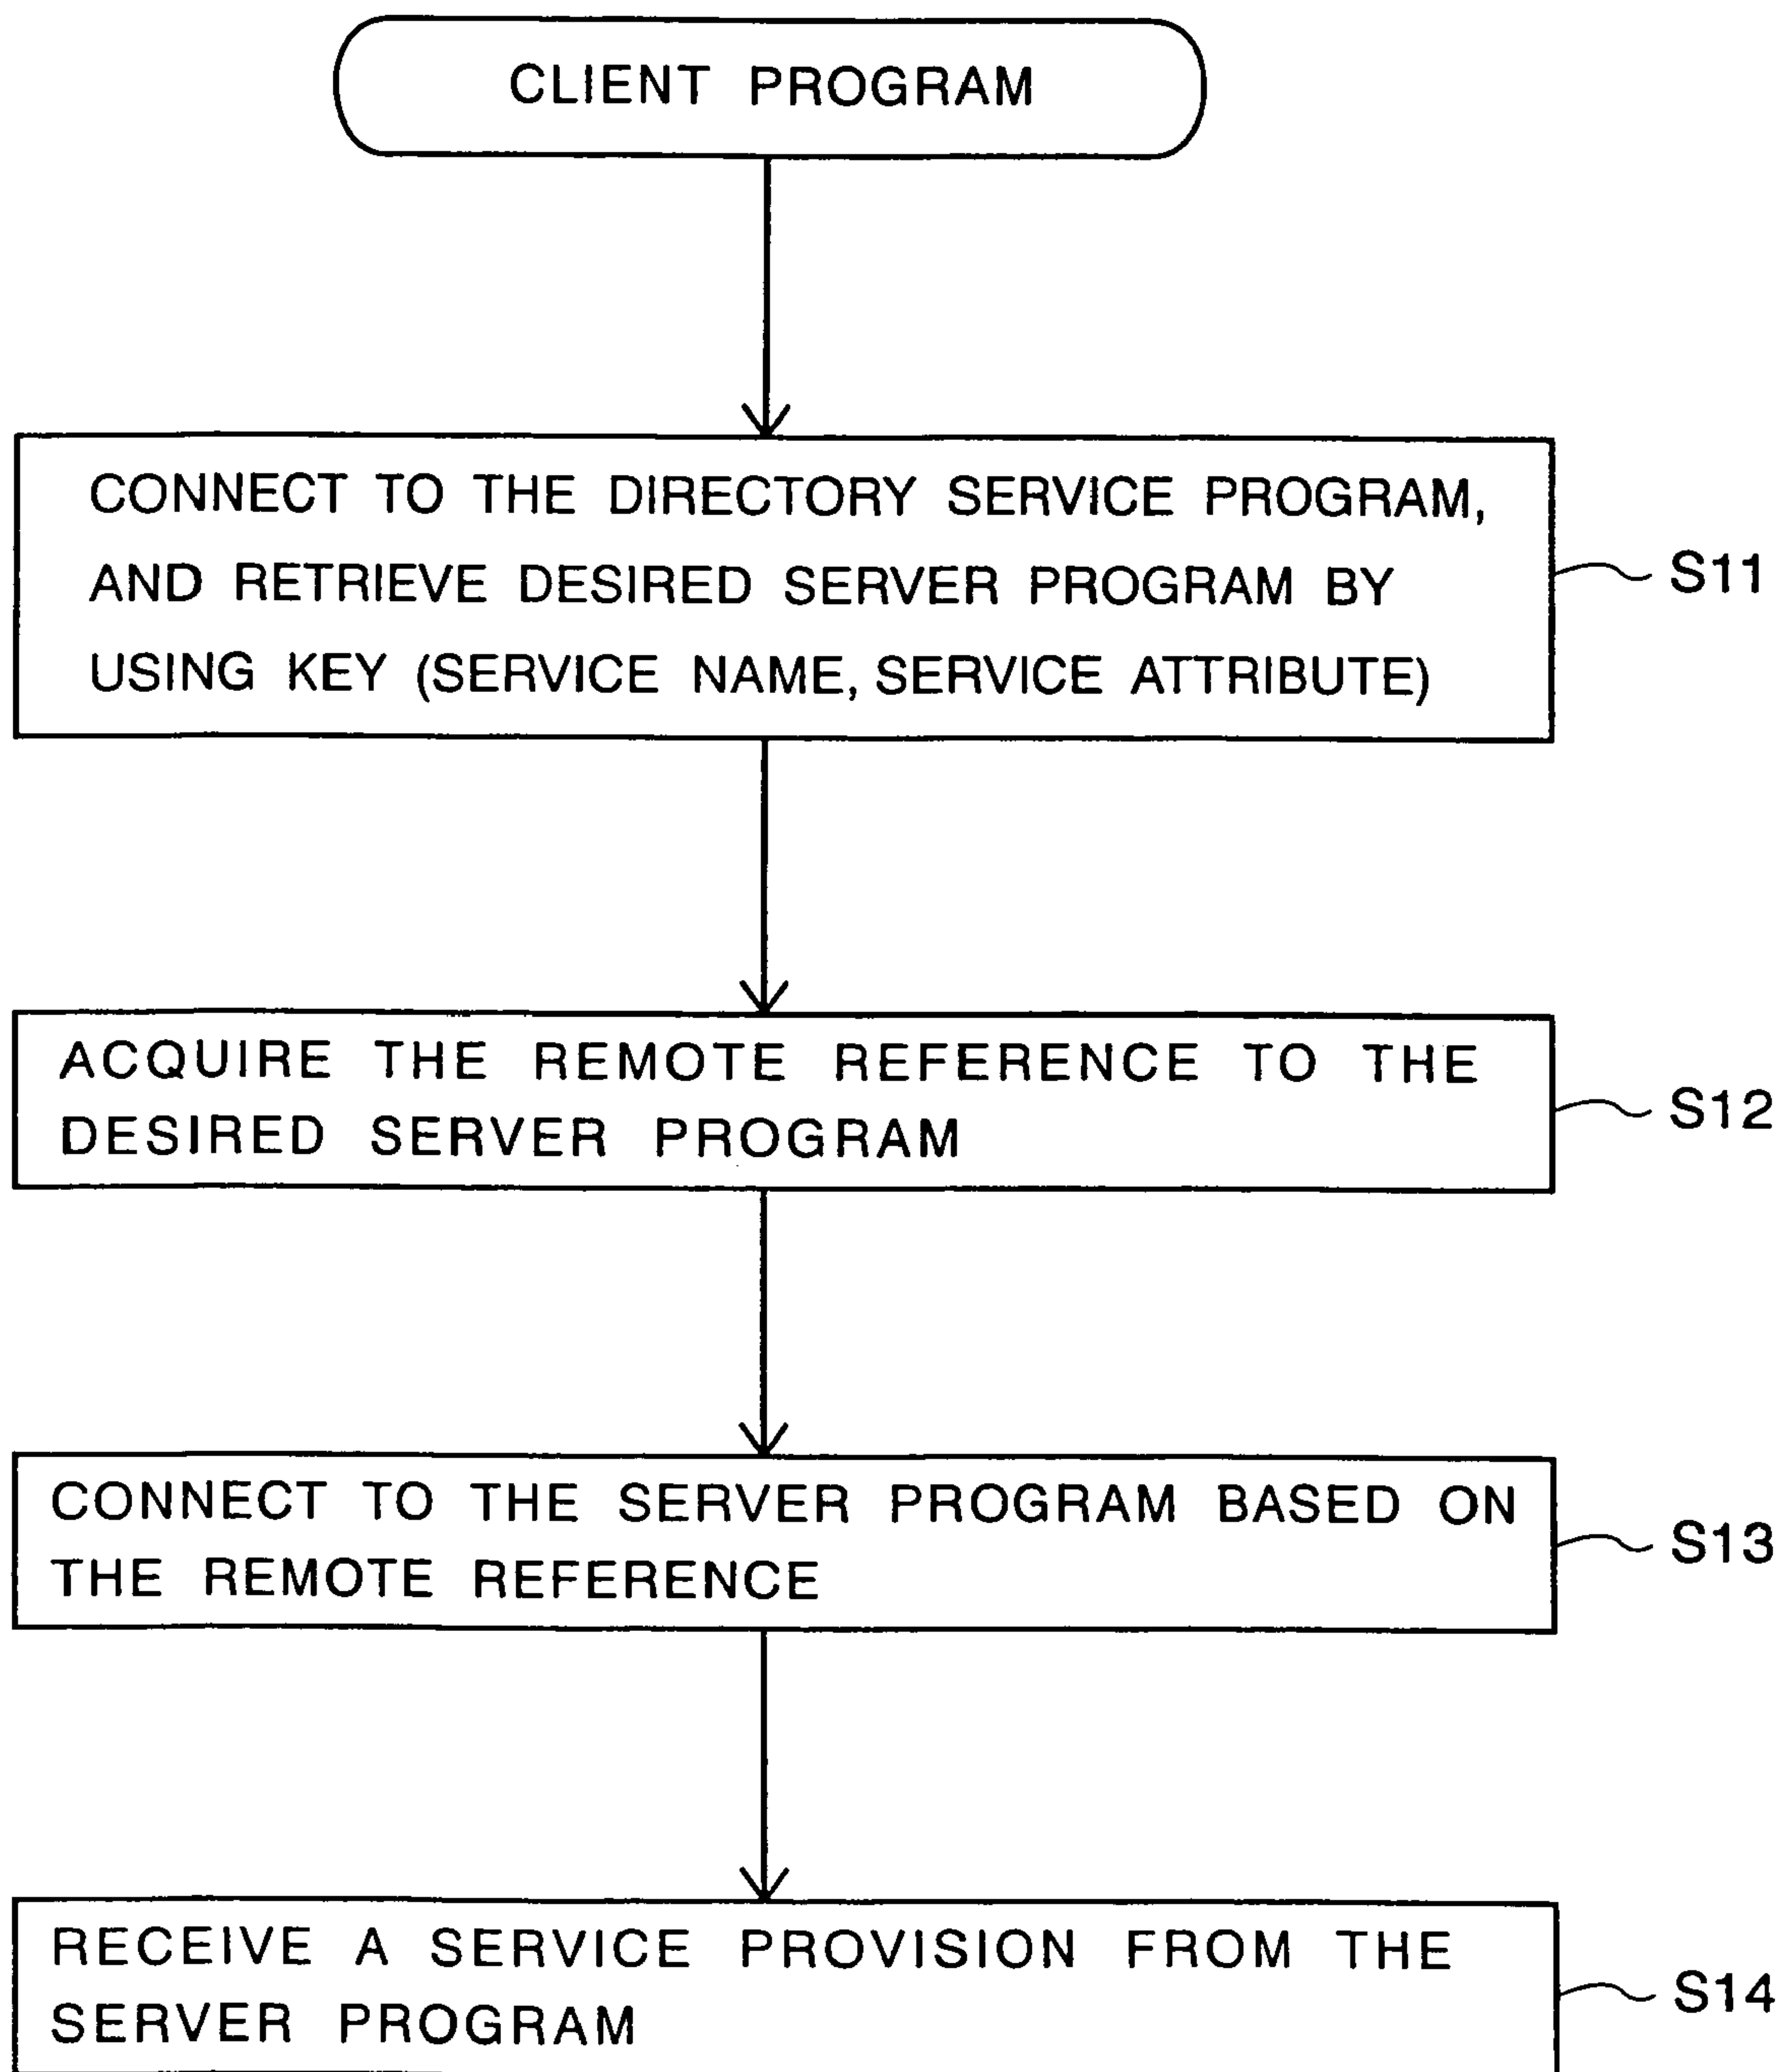 CLIENT PROGRAM
CONNECT TO THE DIRECTORY SERVICE PROGRAM,
AND RETRIEVE DESIRED SERVER PROGRAM BY
USING KEY (SERVICE NAME, SERVICE ATTRIBUTE)
S11
ACQUIRE THE REMOTE REFERENCE TO THE
DESIRED SERVER PROGRAM
S12
CONNECT TO THE SERVER PROGRAM BASED ON
THE REMOTE REFERENCE
S13
RECEIVE A SERVICE PROVISION FROM THE
SERVER PROGRAM
S14